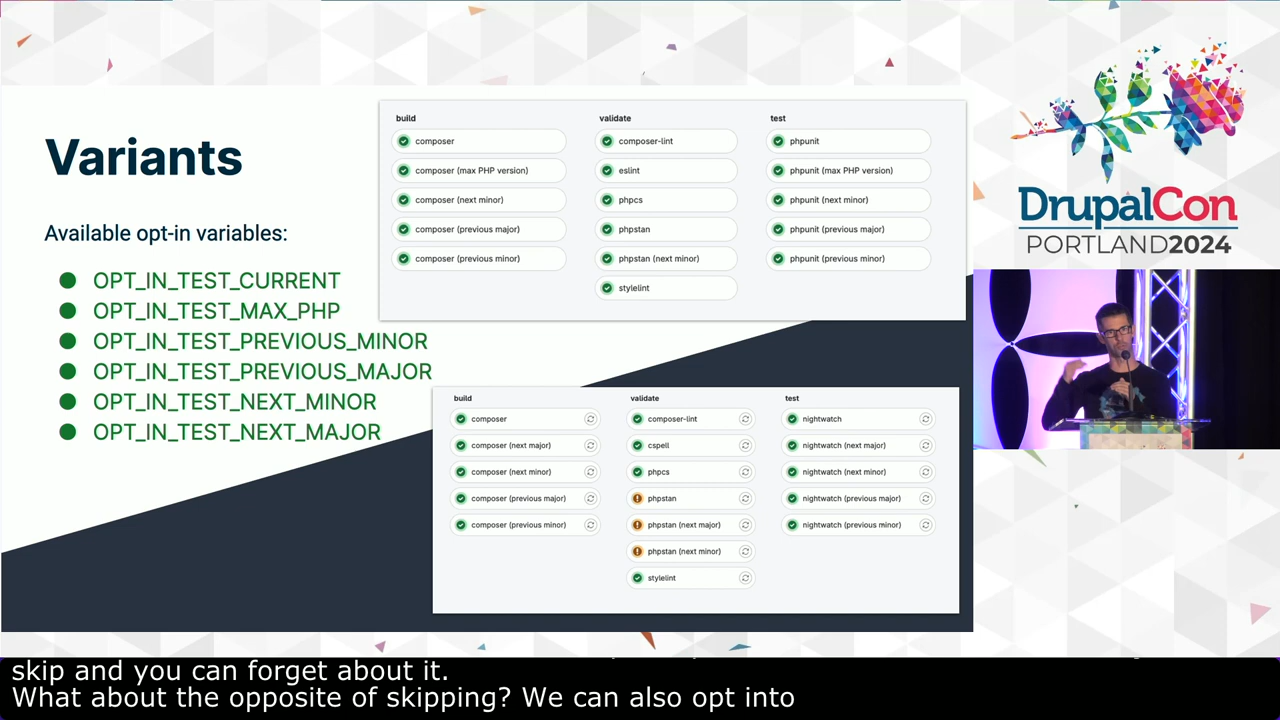 Variants
Available opt-in variables:
OPT_IN_TEST_CURRENT
OPT_IN_TEST_MAX_PHP
OPT_IN_TEST_PREVIOUS_MINOR
OPT_IN_TEST_PREVIOUS_MAJOR
OPT_IN_TEST_NEXT_MINOR
OPT_IN_TEST_NEXT_MAJOR
build
composer
composer (max PHP version)
composer (next minor)
composer (previous major)
composer (previous minor)
validate
composer-lint
eslint
phpcs
phpstan
phpstan (next minor)
stylelint
test
phpunit
phpunit (max PHP version)
phpunit (next minor)
phpunit (previous major)
phpunit (previous minor)
build
composer
composer (next major)
composer (next minor)
composer (previous major)
composer (previous minor)
validate
composer-lint
cspell
phpcs
phpstan
phpstan (next major)
phpstan (next minor)
stylelint
test
nightwatch
nightwatch (next major)
nightwatch (next minor)
nightwatch (previous major)
nightwatch (previous minor)
DrupalCon
PORTLAND2024
skip and you can forget about it.
What about the opposite of skipping? We can also opt into